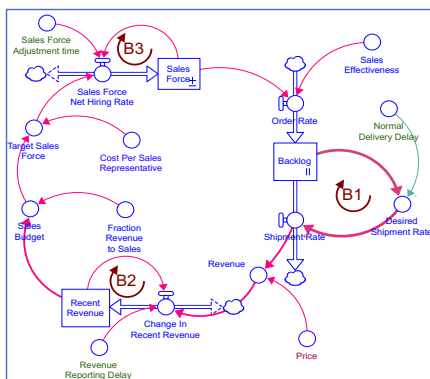 Sales Force
Adjustment time
B3
Sales Force
Net Hiring Rate
Sales
Force
Sales
Effectiveness
Order Rate
Normal
Delivery Delay
Target Sales
Force
Cost Per Sales
Representative
Backlog
B1
Desired
Shipment Rate
Shipment Rate
Sales
Budget
Fraction
Revenue
to Sales
Revenue
B2
Recent
Revenue
Change In
Recent Revenue
Revenue
Reporting Delay
Price